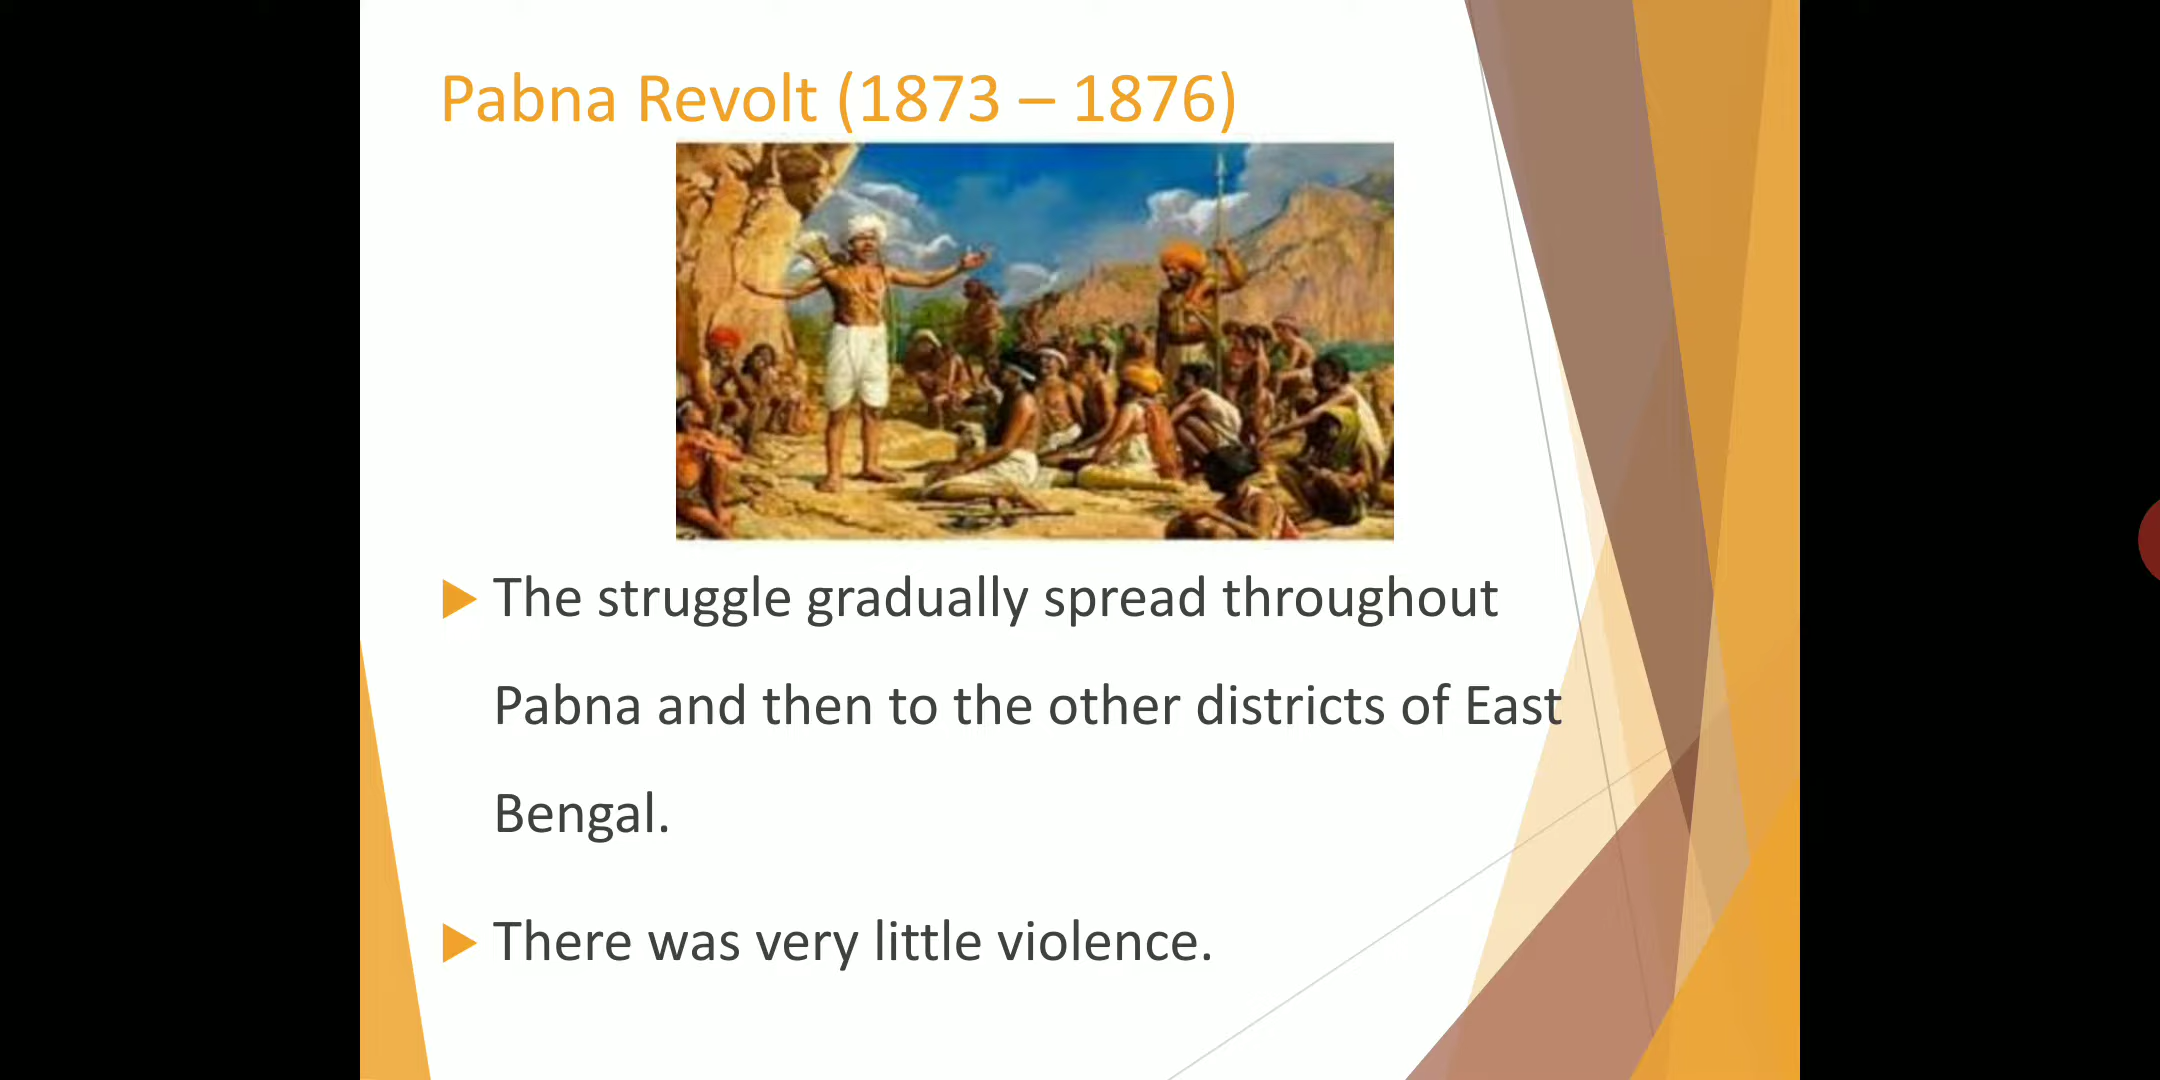 Pabna Revolt (1873 – 1876)
The struggle gradually spread throughout
Pabna and then to the other districts of East
Bengal.
There was very little violence.